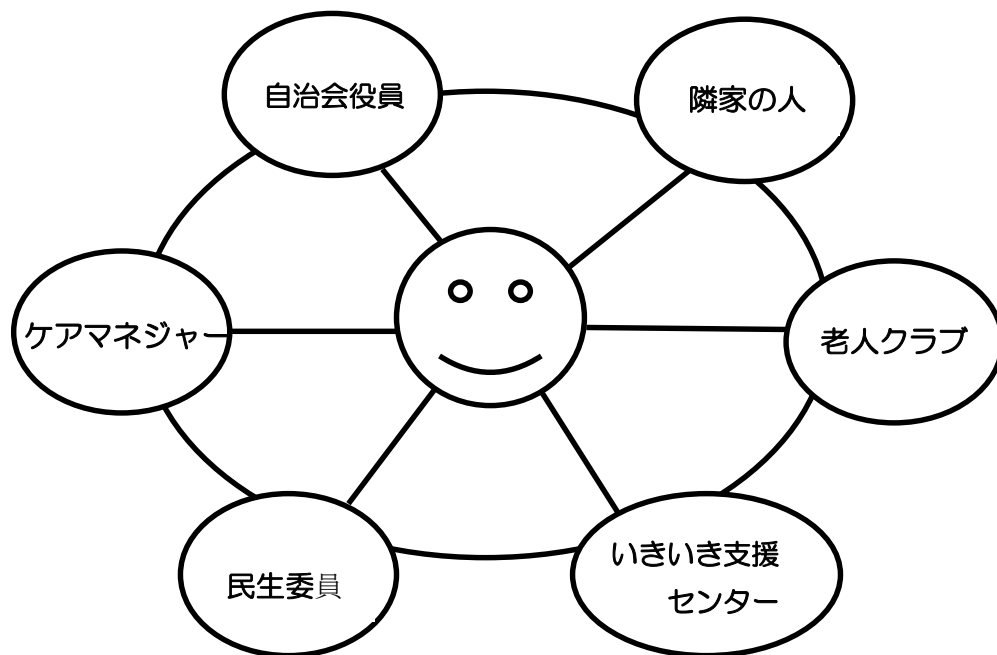 自治会役員
隣家の人
ケアマネジャー
老人クラブ
民生委員
いきいき支援
センター